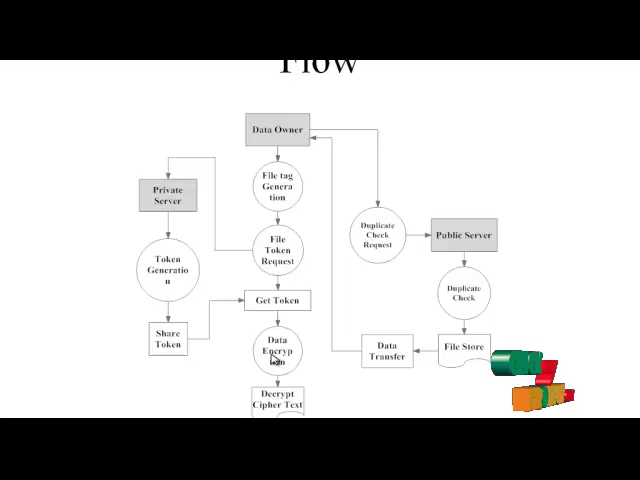 Flow
Data Owner
File tag
Genera
tion
Private
Server
Duplicate
Check
Request
Public Server
File
Token
Request
Token
Generatio
n
Duplicate
Check
Get Token
Share
Token
Data
Encryp
Data
Transfer
File Store
Decrypt
Cipher Text